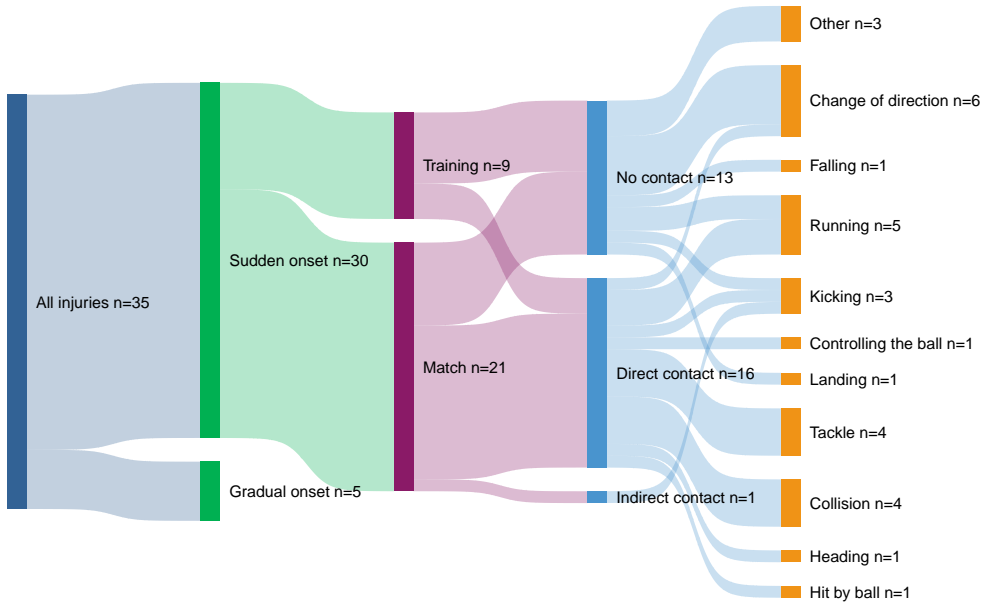 All injuries n=35
Sudden onset n=30
Gradual onset n=5
Training n=9
Match n=21
No contact n=13
Direct contact n=16
Indirect contact n=1
Other n=3
Change of direction n=6
Falling n=1
Running n=5
Kicking n=3
Controlling the ball n=1
Landing n=1
Tackle n=4
Collision n=4
Heading n=1
Hit by ball n=1